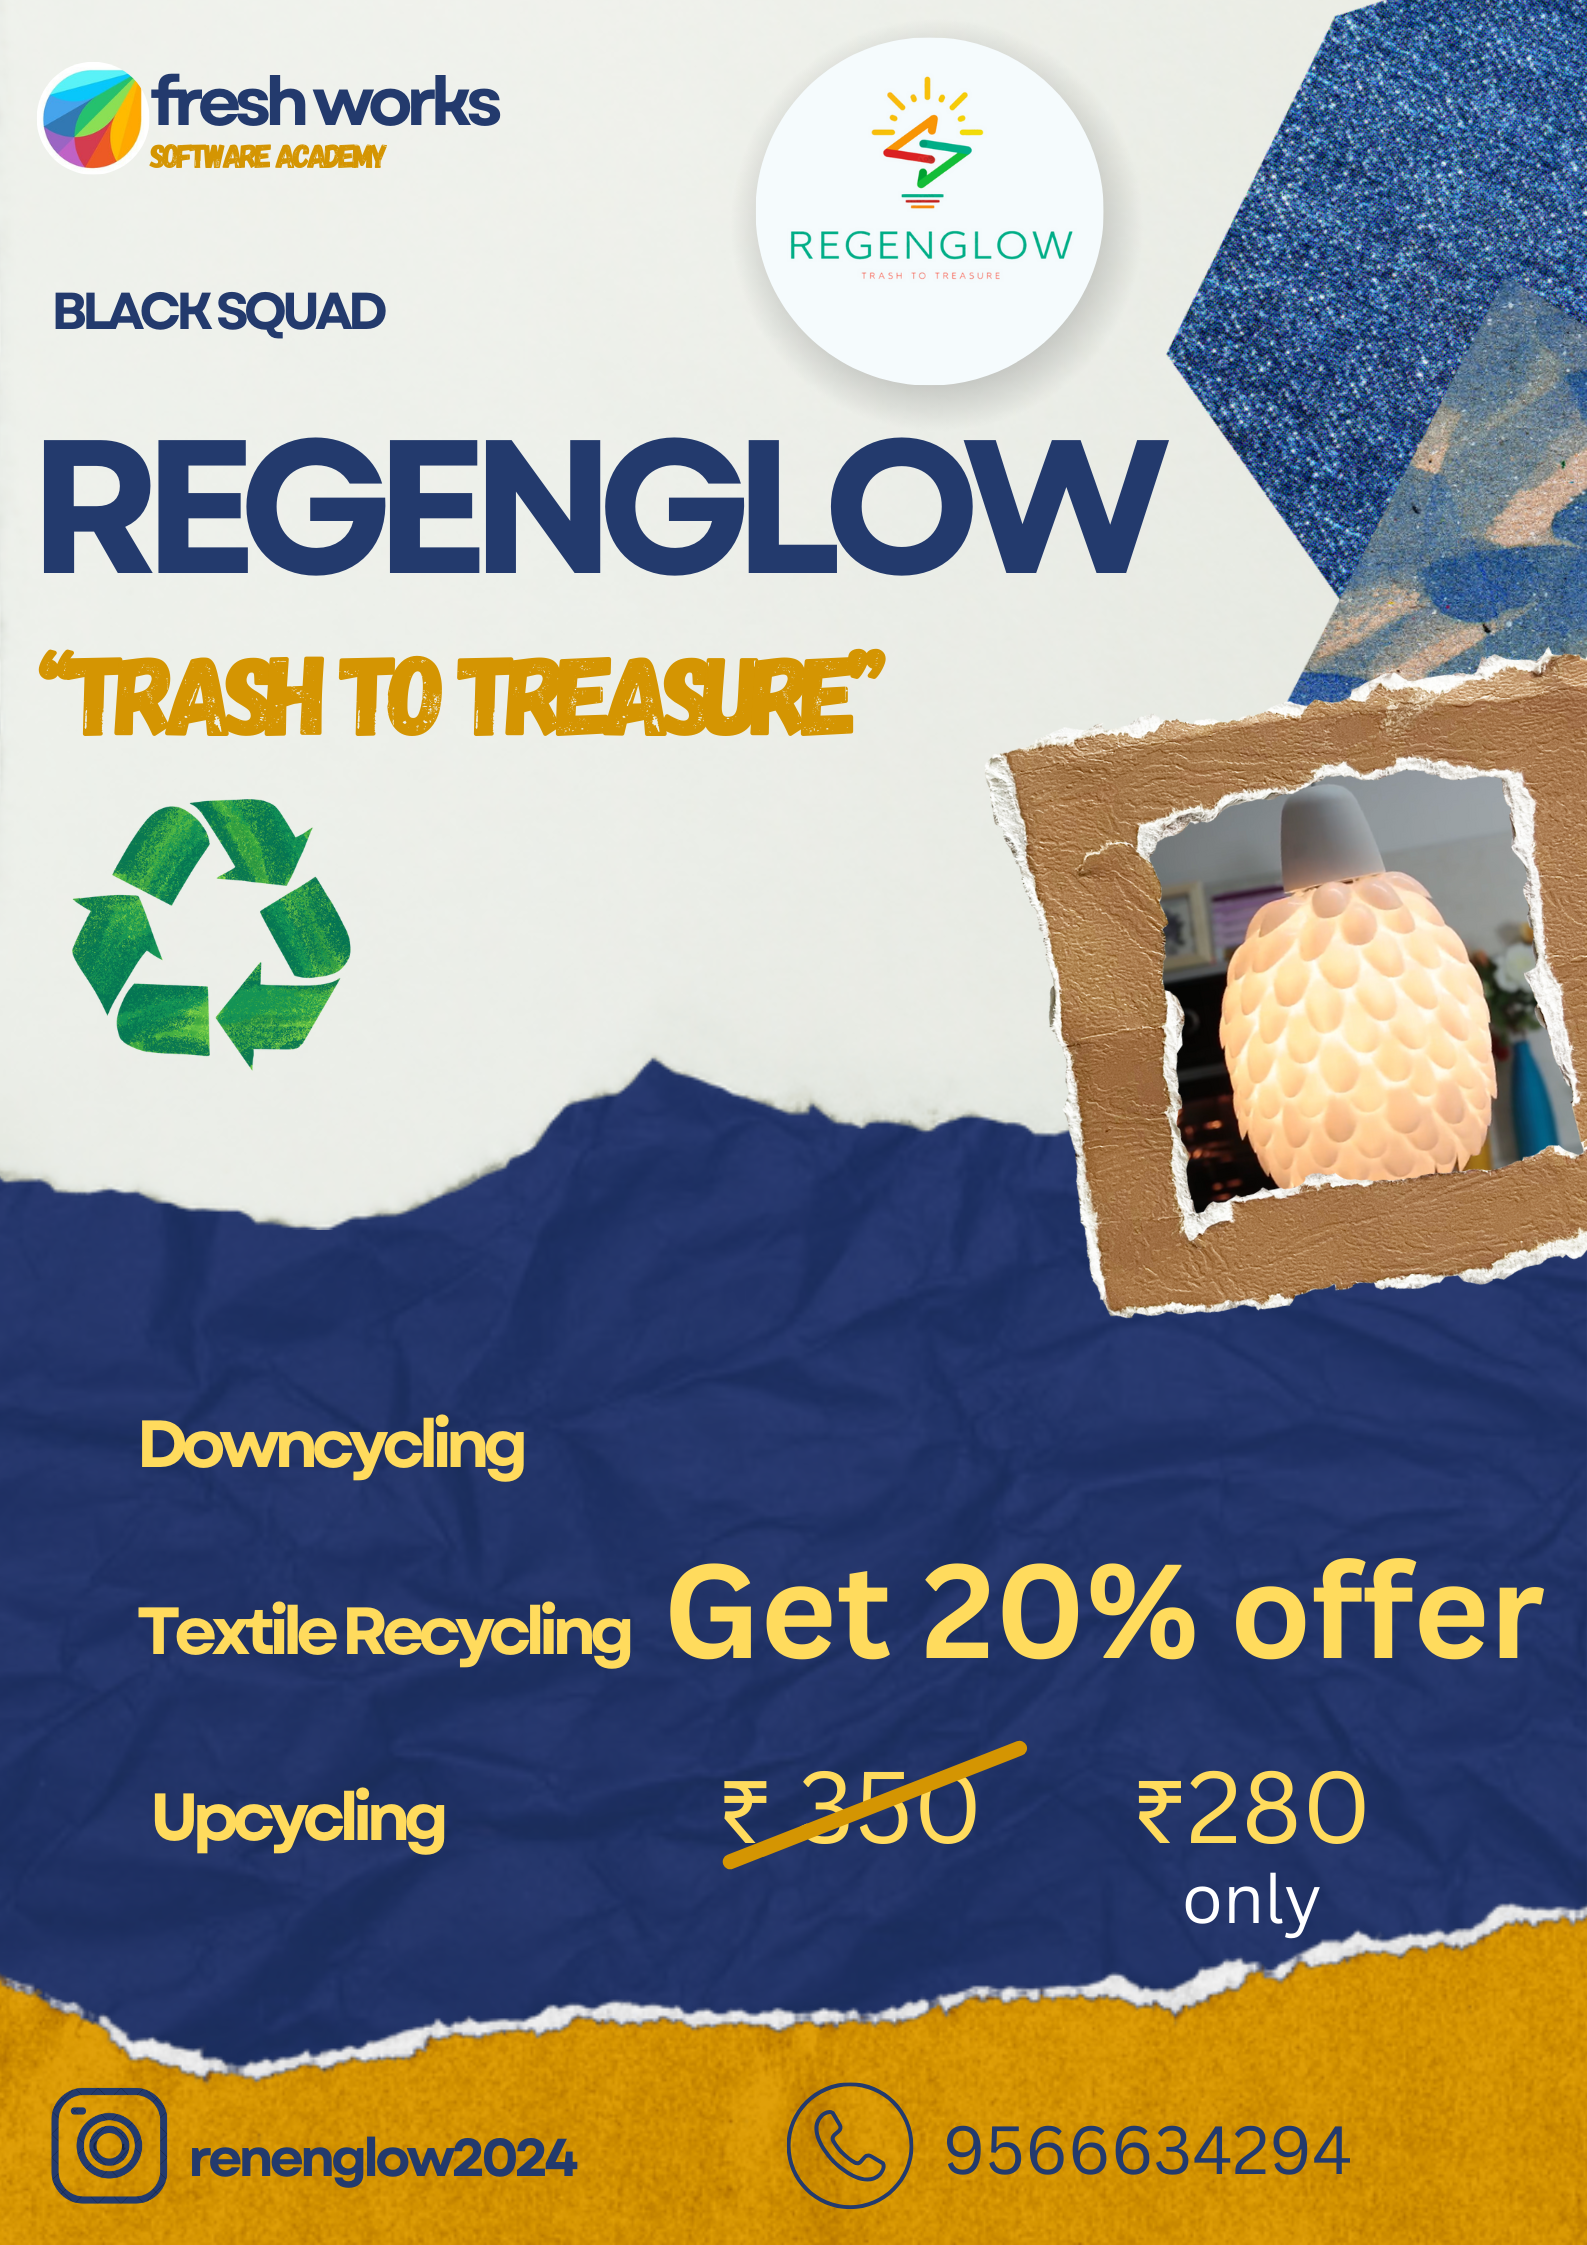 fresh works
SOFTWARE ACADEMY
REGENGLOW
TRASH TO TREASURE
BLACK SQUAD
REGENGLOW
“TRASH TO TREASURE”
Downcycling
Textile Recycling
Get 20% offer
Upcycling
₹ 350
₹280
only
renenglow2024
9566634294